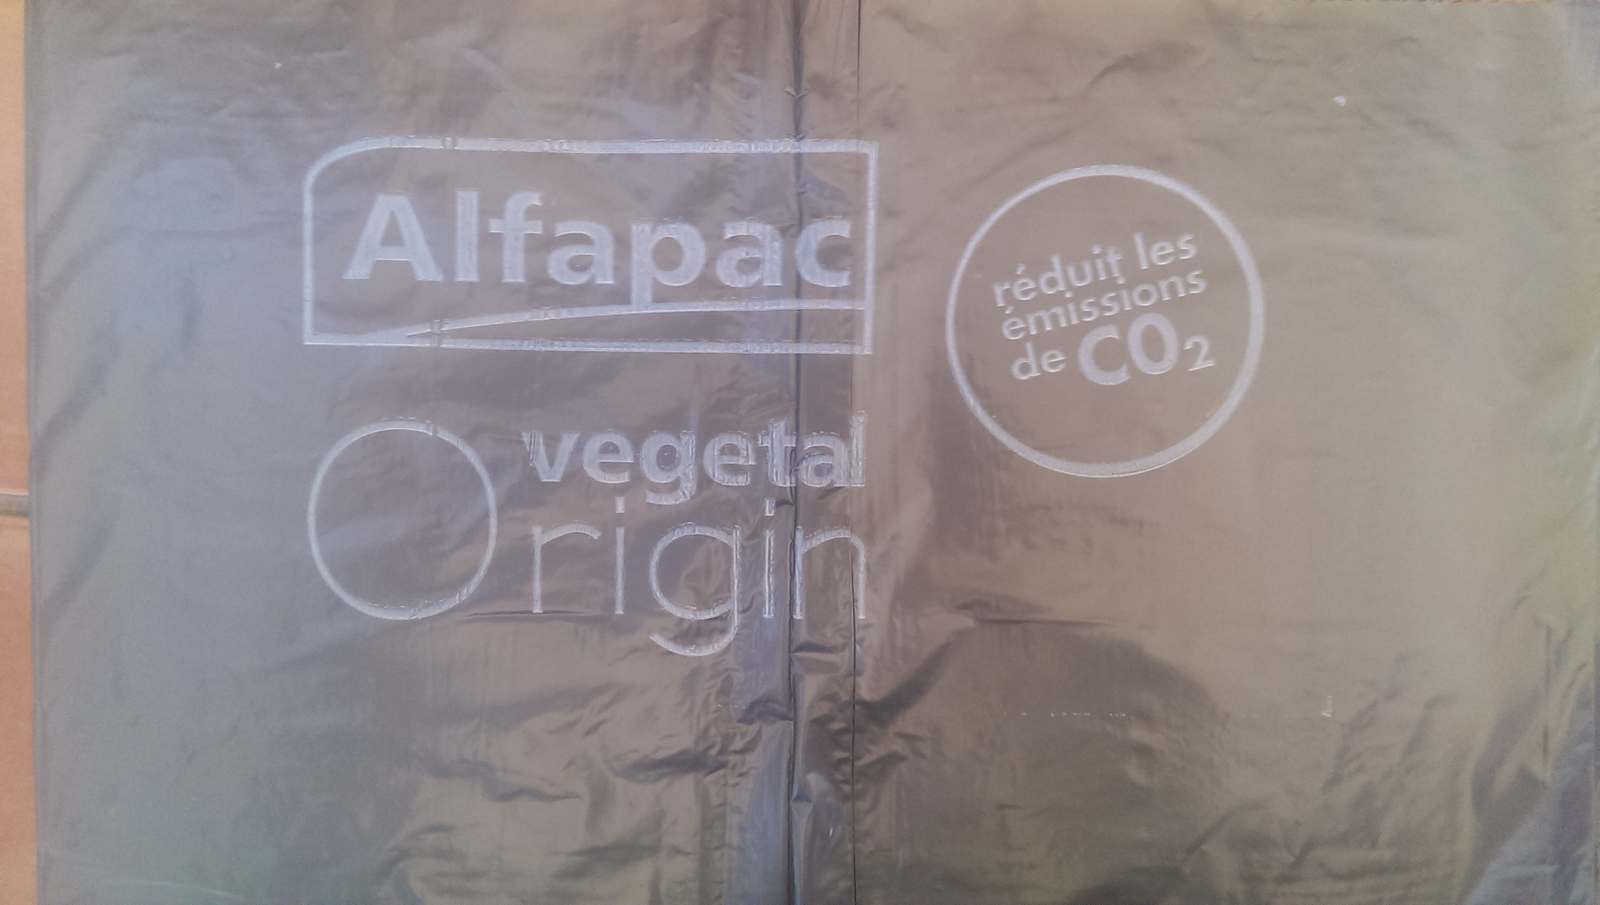 Alfapac
vegetal
Origin
réduit les
émissions
de CO₂